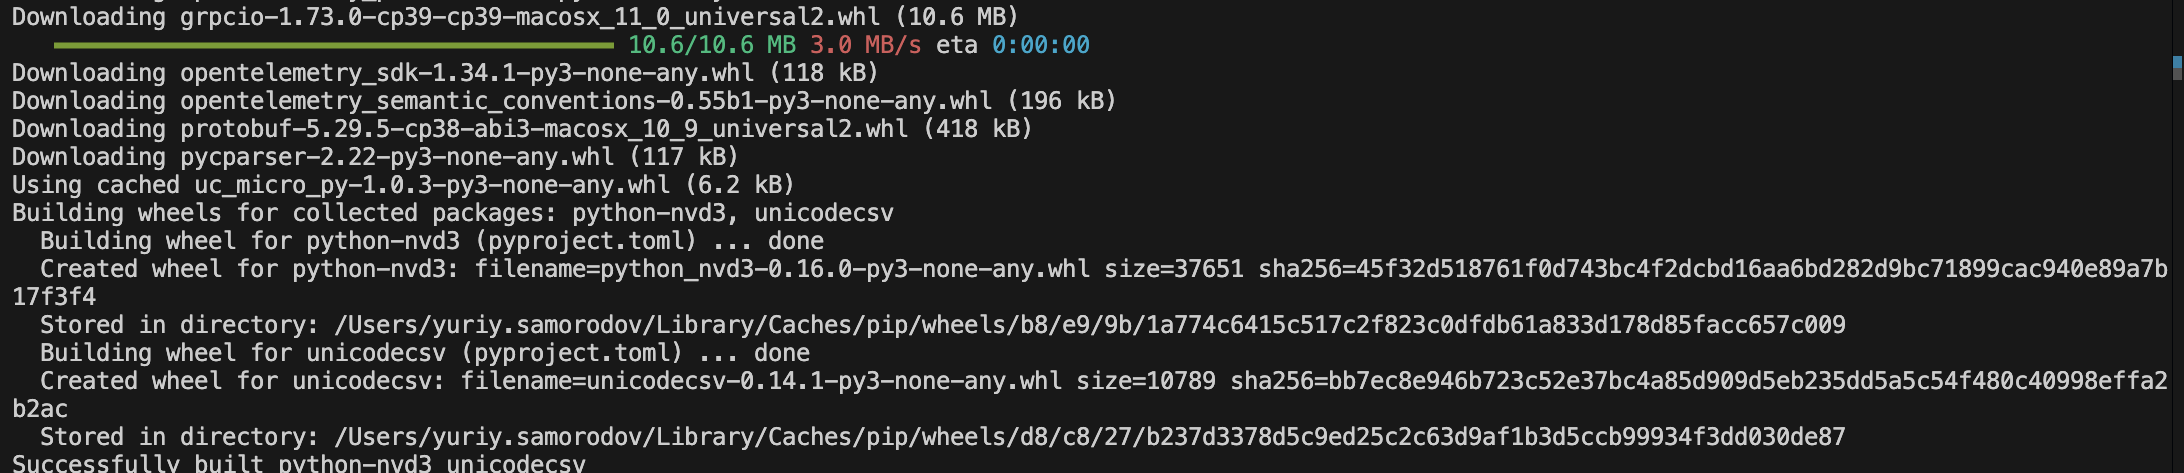 Downloading grpcio-1.73.0-cp39-cp39-macosx_11_0_universal2.whl (10.6 MB)
10.6/10.6 MB 3.0 MB/s eta 0:00:00
Downloading opentelemetry_sdk-1.34.1-py3-none-any.whl (118 kB)
Downloading opentelemetry_semantic_conventions-0.55b1-py3-none-any.whl (196 kB)
Downloading protobuf-5.29.5-cp38-abi3-macosx_10_9_universal2.whl (418 kB)
Downloading pycparser-2.22-py3-none-any.whl (117 kB)
Using cached uc_micro_py-1.0.3-py3-none-any.whl (6.2 kB)
Building wheels for collected packages: python-nvd3, unicodecsv
Building wheel for python-nvd3 (pyproject.toml) ... done
Created wheel for python-nvd3: filename=python_nvd3-0.16.0-py3-none-any.whl size=37651 sha256=45f32d518761f0d743bc4f2dcbd16aa6bd282d9bc71899cac940e89a7b
17f3f4
Stored in directory: /Users/yuriy.samorodov/Library/Caches/pip/wheels/b8/e9/9b/1a774c6415c517c2f823c0dfdb61a833d178d85facc657c009
Building wheel for unicodecsv (pyproject.toml) ... done
Created wheel for unicodecsv: filename=unicodecsv-0.14.1-py3-none-any.whl size=10789 sha256=bb7ec8e946b723c52e37bc4a85d909d5eb235dd5a5c54f480c40998effa2
b2ac
Stored in directory: /Users/yuriy.samorodov/Library/Caches/pip/wheels/d8/c8/27/b237d3378d5c9ed25c2c63d9af1b3d5ccb99934f3dd030de87
Successfully built python-nvd3 unicodecsv